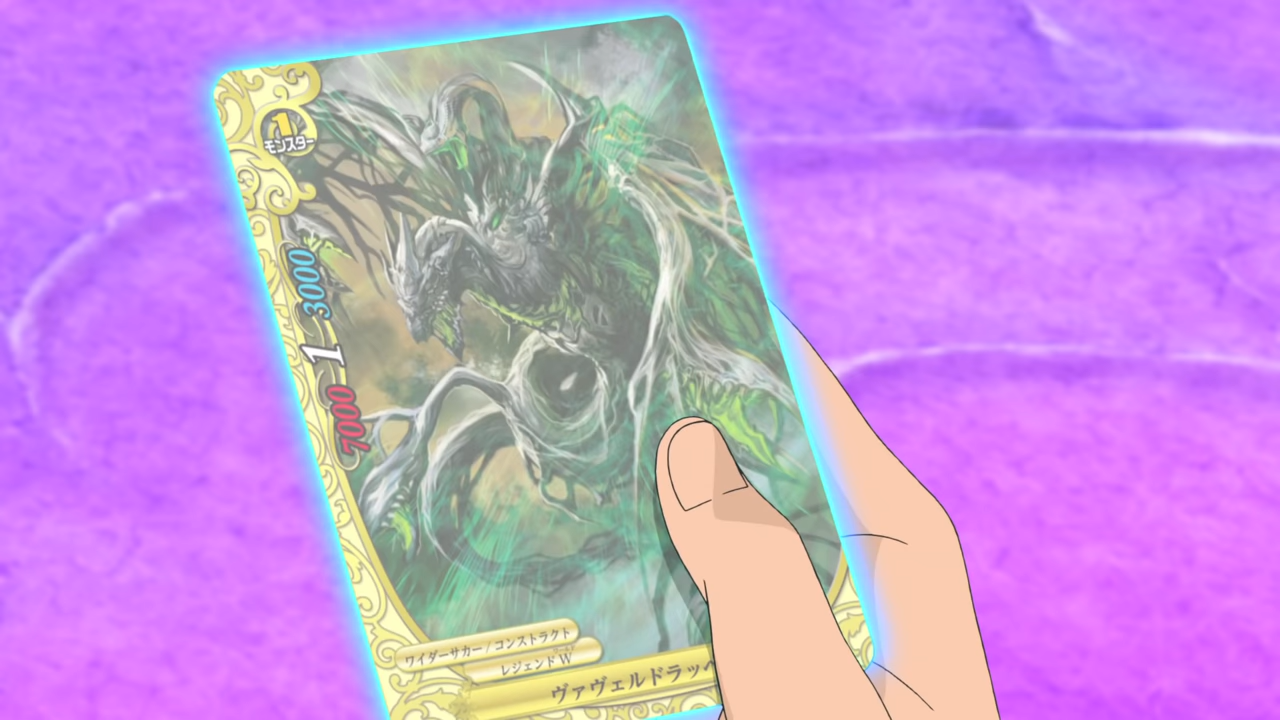 1
モンスター
3000
1
7000
ワイダーサカー/コンストラクト
レジェンドW
ヴァヴェルドラッ